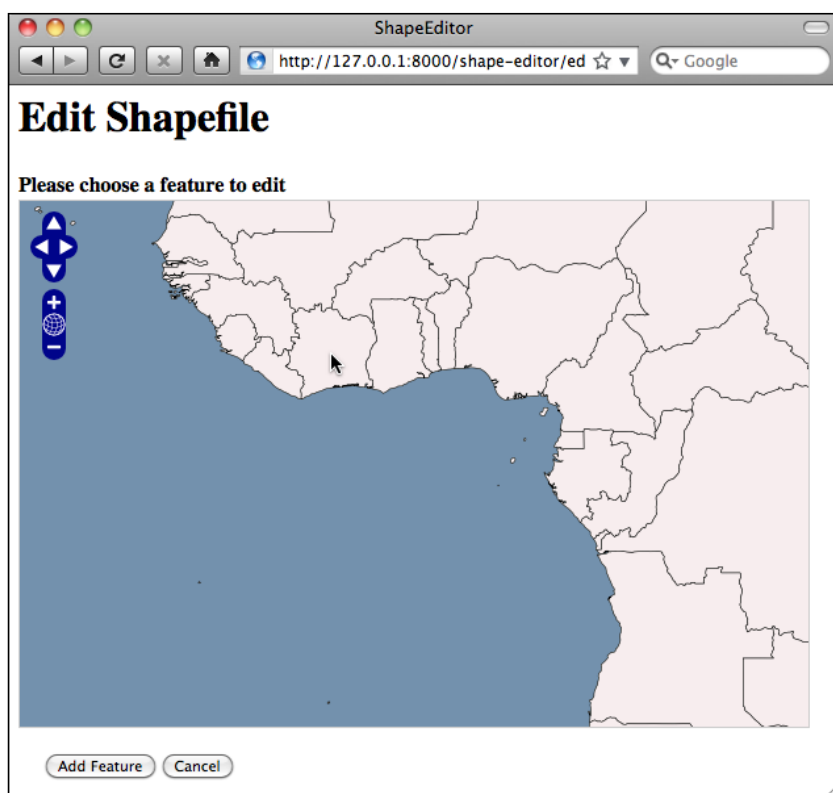 ShapeEditor
http://127.0.0.1:8000/shape-editor/ed
Google
Edit Shapefile
Please choose a feature to edit
Add Feature
Cancel